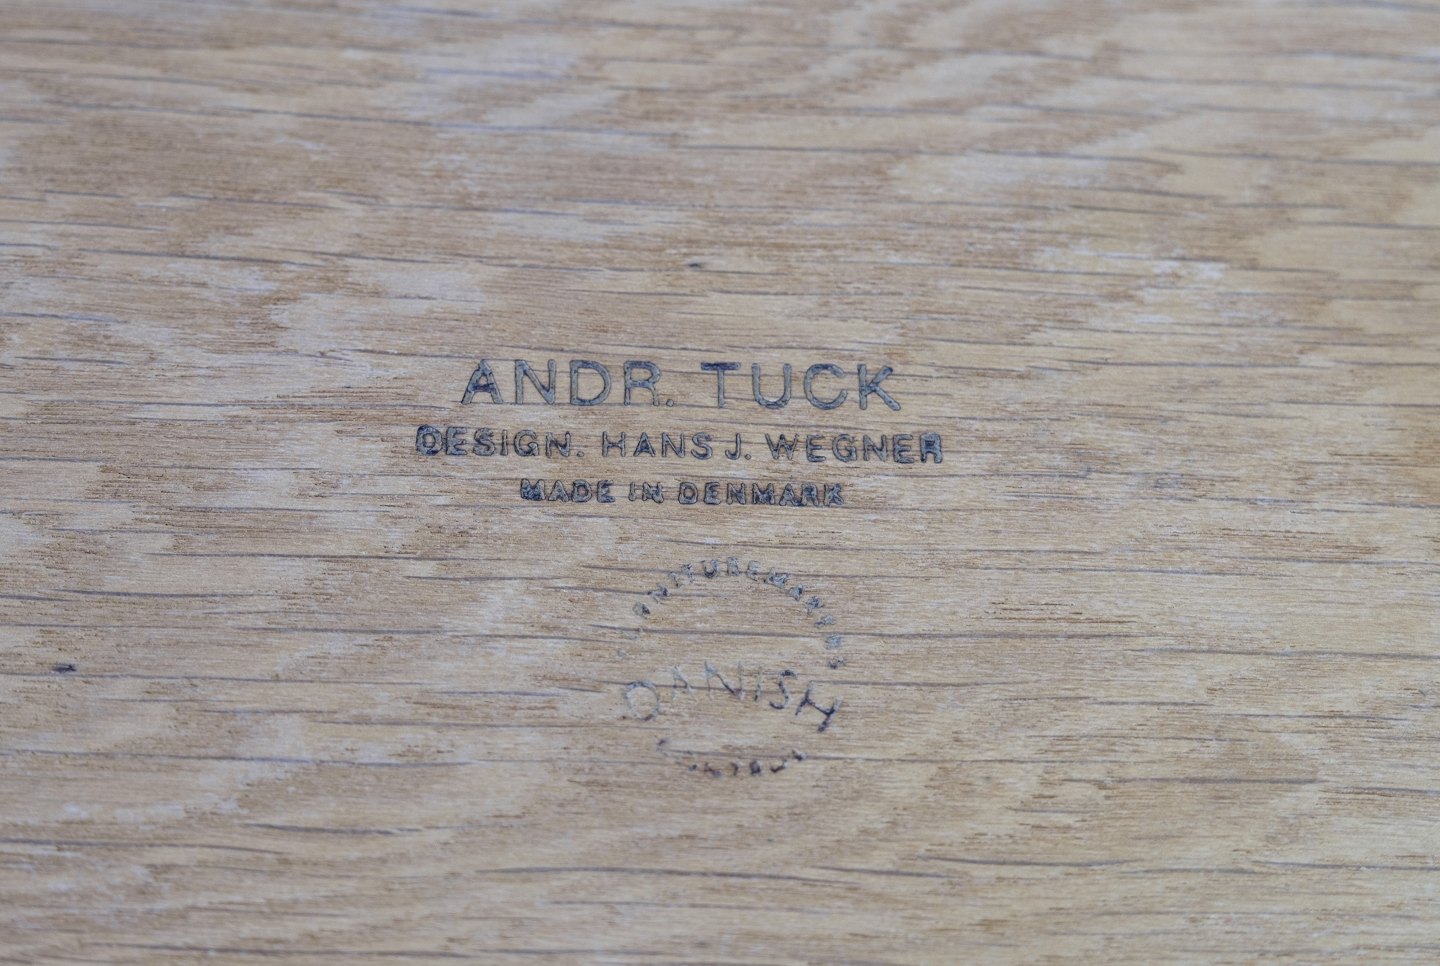 ANDR. TUCK
DESIGN. HANS J. WEGNER
MADE IN DENMARK
DANISH